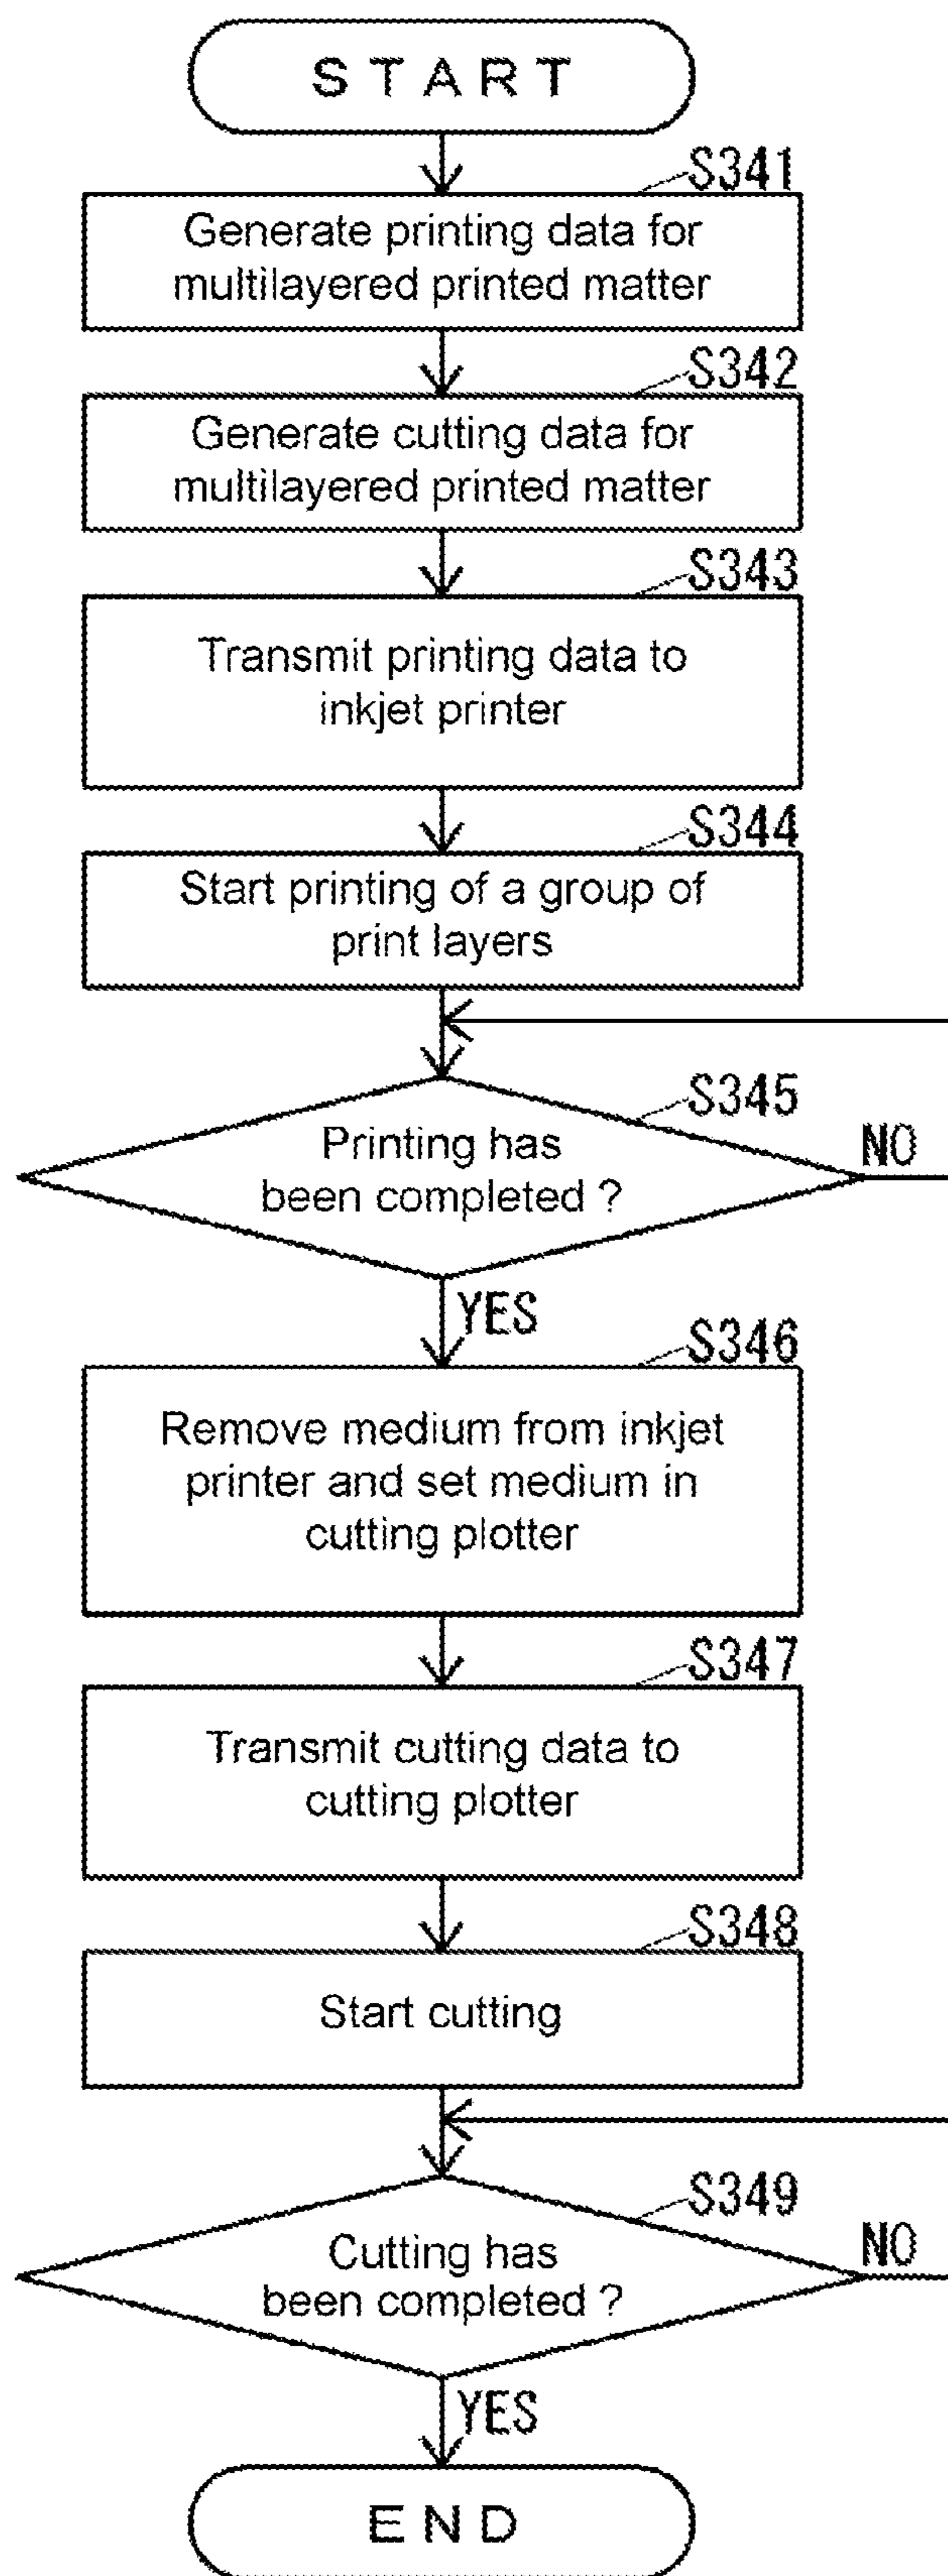 START
S341
Generate printing data for
multilayered printed matter
S342
Generate cutting data for
multilayered printed matter
S343
Transmit printing data to
inkjet printer
S344
Start printing of a group of
print layers
S345
Printing has
been completed ?
NO
YES
S346
Remove medium from inkjet
printer and set medium in
cutting plotter
S347
Transmit cutting data to
cutting plotter
S348
Start cutting
S349
Cutting has
been completed ?
NO
YES
END